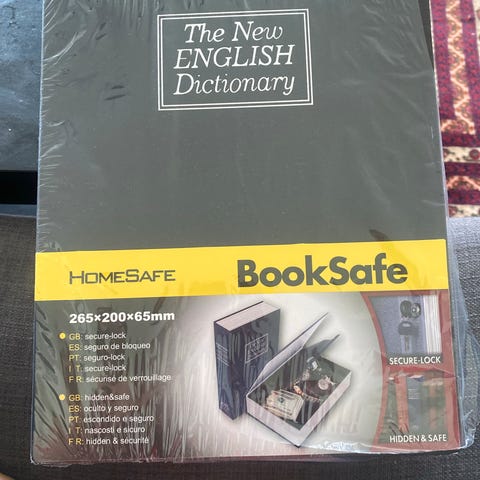 The New
ENGLISH
Dictionary
HOMESAFE
BookSafe
265×200×65mm
GB: secure-lock
ES: seguro de bloqueo
PT: seguro-lock
I T: secure-lock
F R: sécurisé de verrouillage
GB: hidden&safe
ES: oculto y seguro
PT: escondido e seguro
I T: nascosti e sicuro
F R: hidden & sécurité
SECURE-LOCK
HIDDEN & SAFE